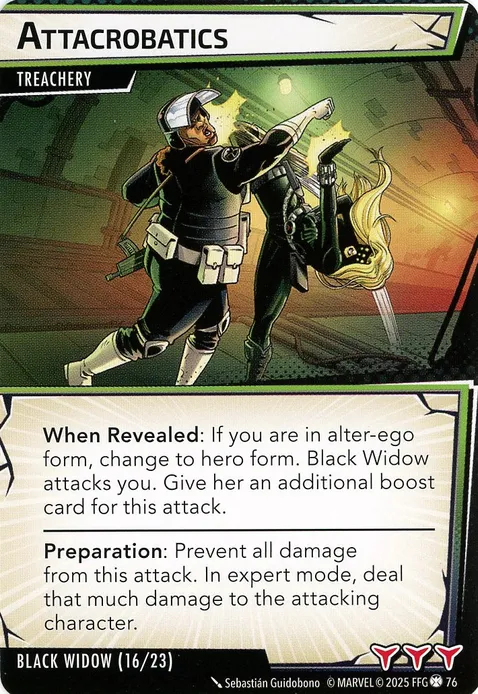 ATTACROBATICS
TREACHERY
When Revealed: If you are in alter-ego
form, change to hero form. Black Widow
attacks you. Give her an additional boost
card for this attack.
Preparation: Prevent all damage
from this attack. In expert mode, deal
that much damage to the attacking
character.
BLACK WIDOW (16/23)
Sebastián Guidobono © MARVEL © 2025 FFG 76